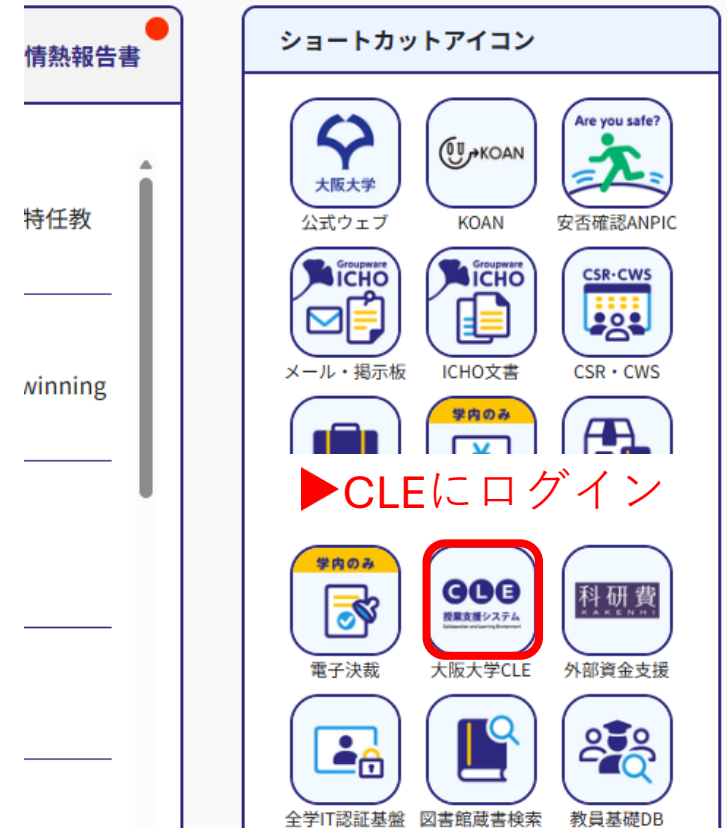 情熱報告書
特任教
winning
ショートカットアイコン
大阪大学
公式ウェブ
KOAN
KOAN
Are you safe?
安否確認ANPIC
Groupware
ICHO
メール・掲示板
Groupware
ICHO
ICHO文書
CSR・CWS
CSR・CWS
学内のみ
▶CLEにログイン
学内のみ
電子決裁
CLE
授業支援システム
Collaboration and Learning Environment
大阪大学CLE
科研費
KAKENHI
外部資金支援
全学IT認証基盤
図書館蔵書検索
教員基礎DB